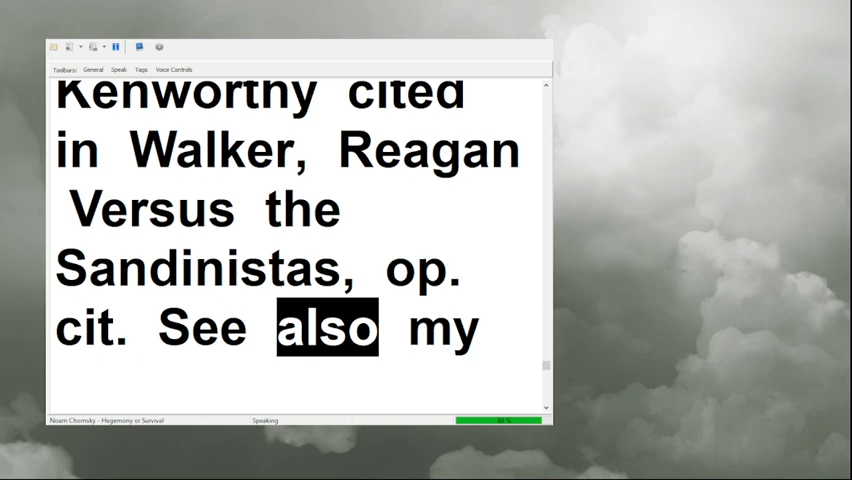 Toolbars: General Speak Tags Voice Controls
Kenworthy cited
in Walker, Reagan
Versus the
Sandinistas, op.
cit. See also my
Noam Chomsky - Hegemony or Survival Speaking